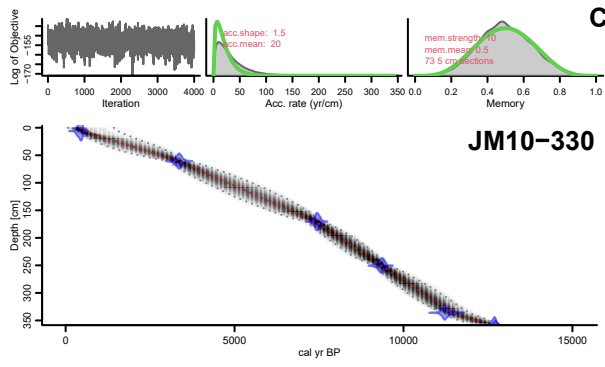 C
Log of Objective
−170
−155
0
1000
2000
3000
4000
Iteration
acc.shape: 1.5
acc.mean: 20
0
50
100
150
200
250
300
350
Acc. rate (yr/cm)
mem.strength: 10
mem.mean: 0.5
73 5 cm sections
0.0
0.2
0.4
0.6
0.8
1.0
Memory
JM10−330
Depth [cm]
0
50
100
150
200
250
300
350
0
5000
10000
15000
cal yr BP